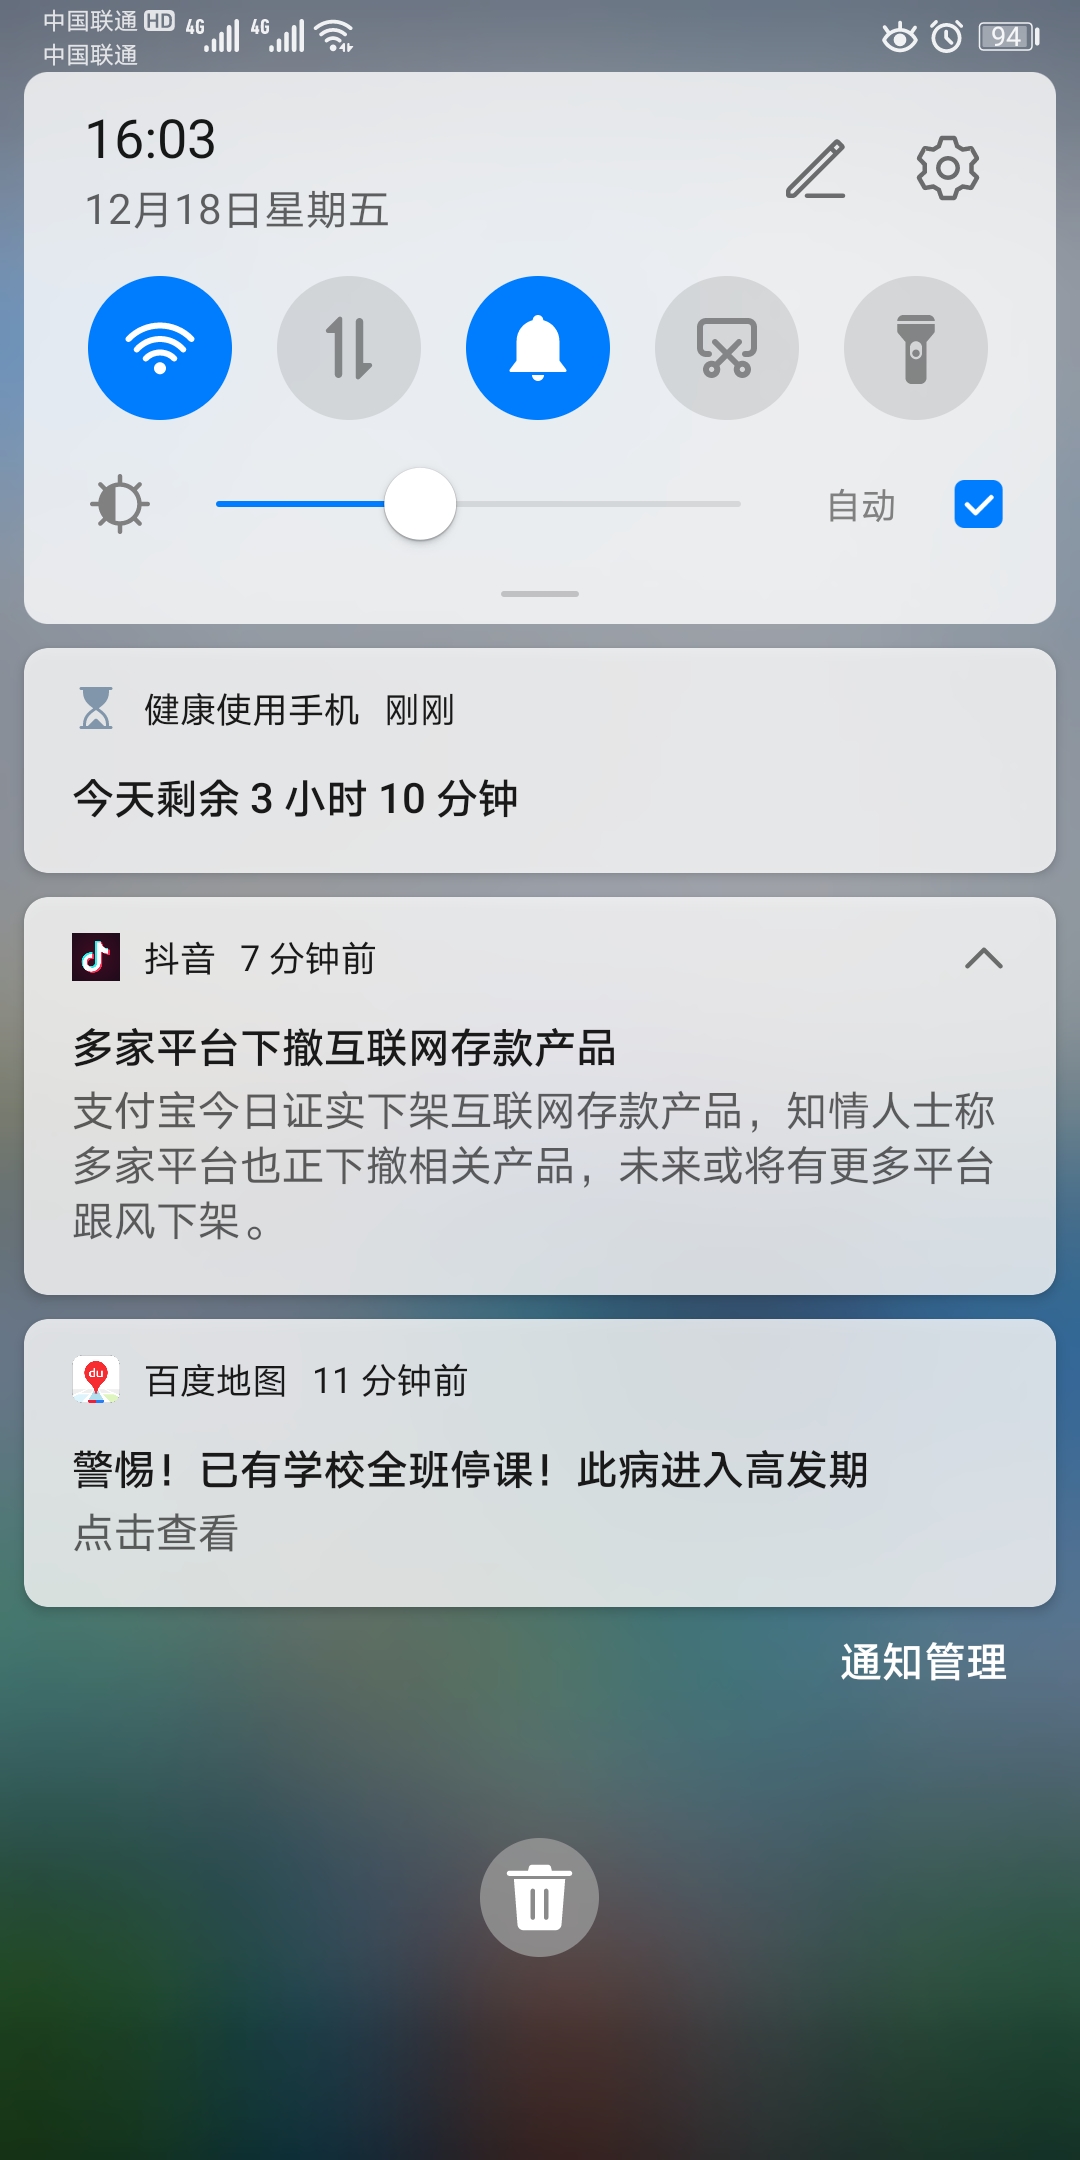 中国联通 HD 4G 4G 94
中国联通
16:03
12月18日星期五
自动
健康使用手机 刚刚
今天剩余 3 小时 10 分钟
抖音 7 分钟前
多家平台下撤互联网存款产品
支付宝今日证实下架互联网存款产品，知情人士称
多家平台也正下撤相关产品，未来或将有更多平台
跟风下架。
du
百度地图 11 分钟前
警惕！已有学校全班停课！此病进入高发期
点击查看
通知管理